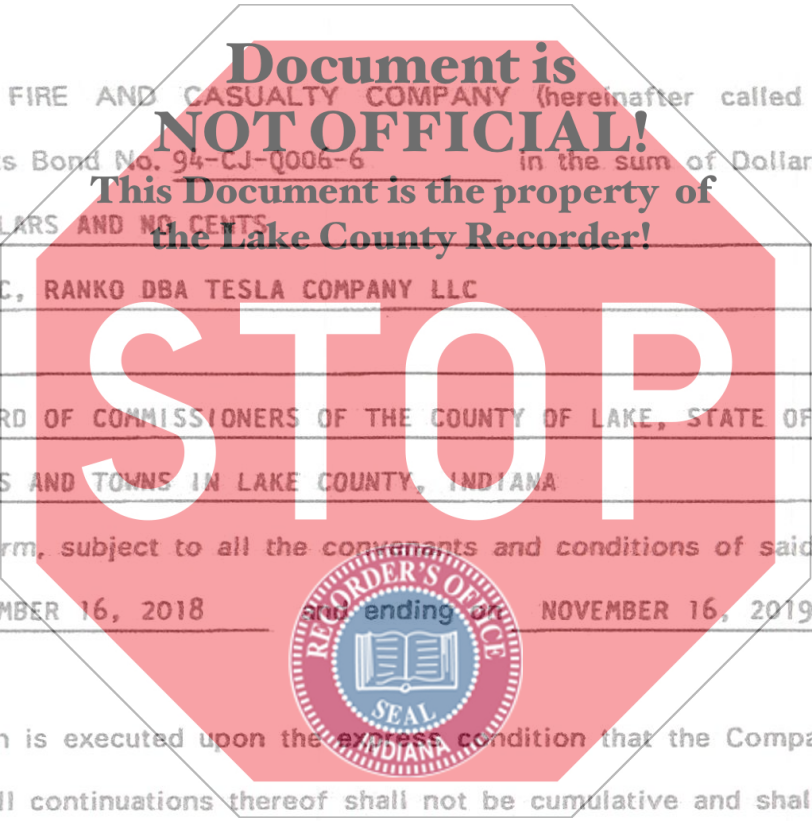 Document is
FIRE AND CASUALTY COMPANY (hereinafter called
NOT OFFICIAL!
s Bond No. 94-CJ-Q006-6 in the sum of Dollar
This Document is the property of
LARS AND NO CENTS
the Lake County Recorder!
C, RANKO DBA TESLA COMPANY LLC
STOP
RD OF COMMISSIONERS OF THE COUNTY OF LAKE, STATE OF
S AND TOWNS IN LAKE COUNTY, INDIANA
rm, subject to all the convenants and conditions of said
MBER 16, 2018 and ending on NOVEMBER 16, 2019
RECORDER'S OFFICE
SEAL
INDIANA
n is executed upon the express condition that the Compa
ll continuations thereof shall not be cumulative and shal